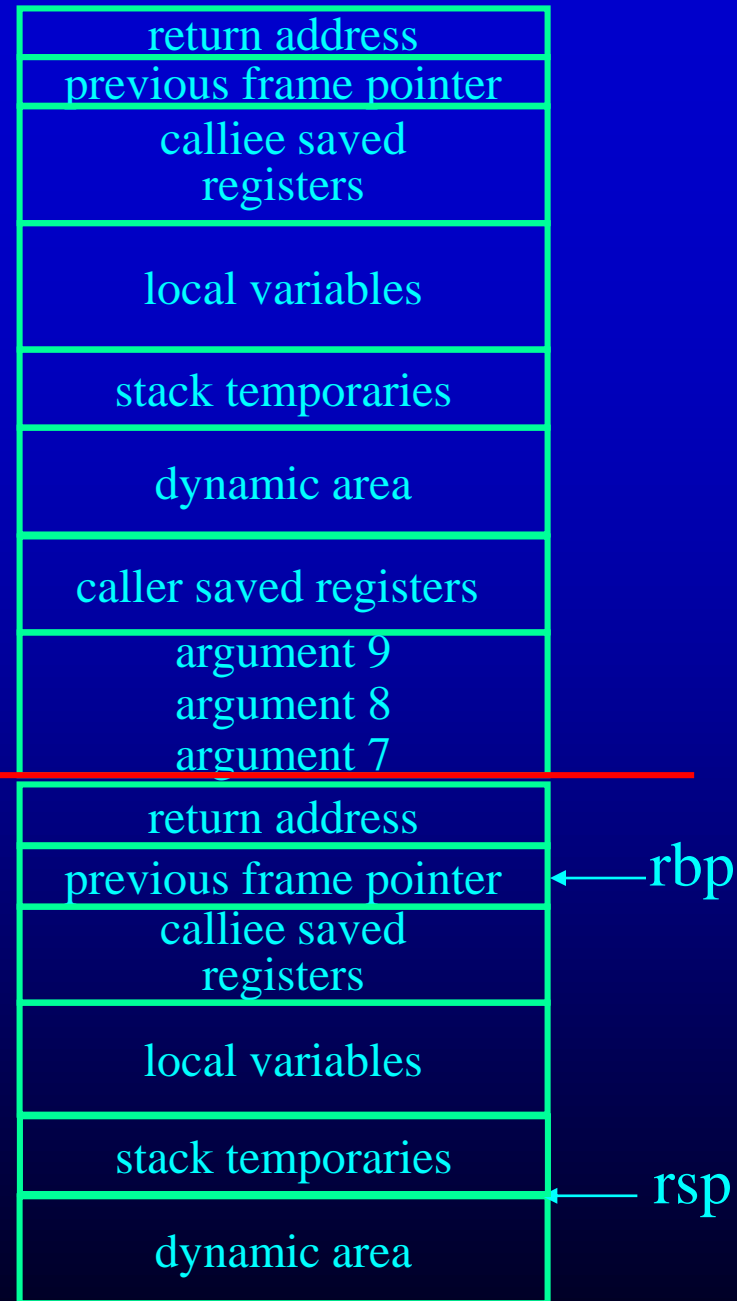 return address
previous frame pointer
calliee saved
registers
local variables
stack temporaries
dynamic area
caller saved registers
argument 9
argument 8
argument 7
return address
previous frame pointer
rbp
calliee saved
registers
local variables
stack temporaries
rsp
dynamic area